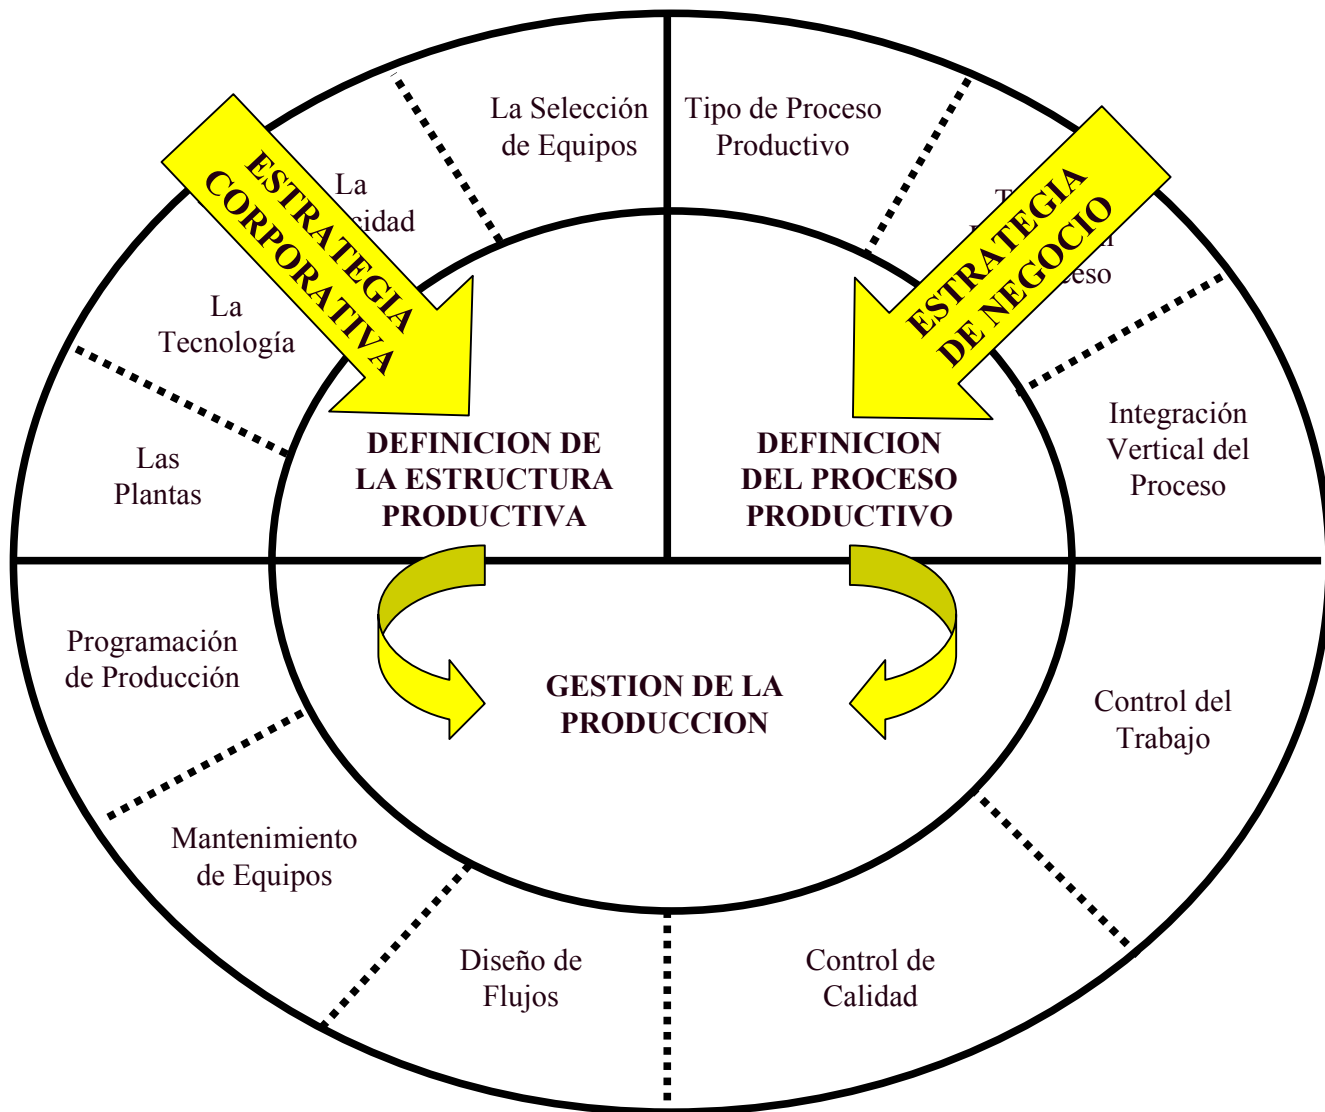 La Selección
de Equipos
Tipo de Proceso
Productivo
ESTRATEGIA
CORPORATIVA
ESTRATEGIA
DE NEGOCIO
La
La
Tecnología
Las
Plantas
Integración
Vertical del
Proceso
DEFINICION DE
LA ESTRUCTURA
PRODUCTIVA
DEFINICION
DEL PROCESO
PRODUCTIVO
Programación
de Producción
GESTION DE LA
PRODUCCION
Control del
Trabajo
Mantenimiento
de Equipos
Diseño de
Flujos
Control de
Calidad